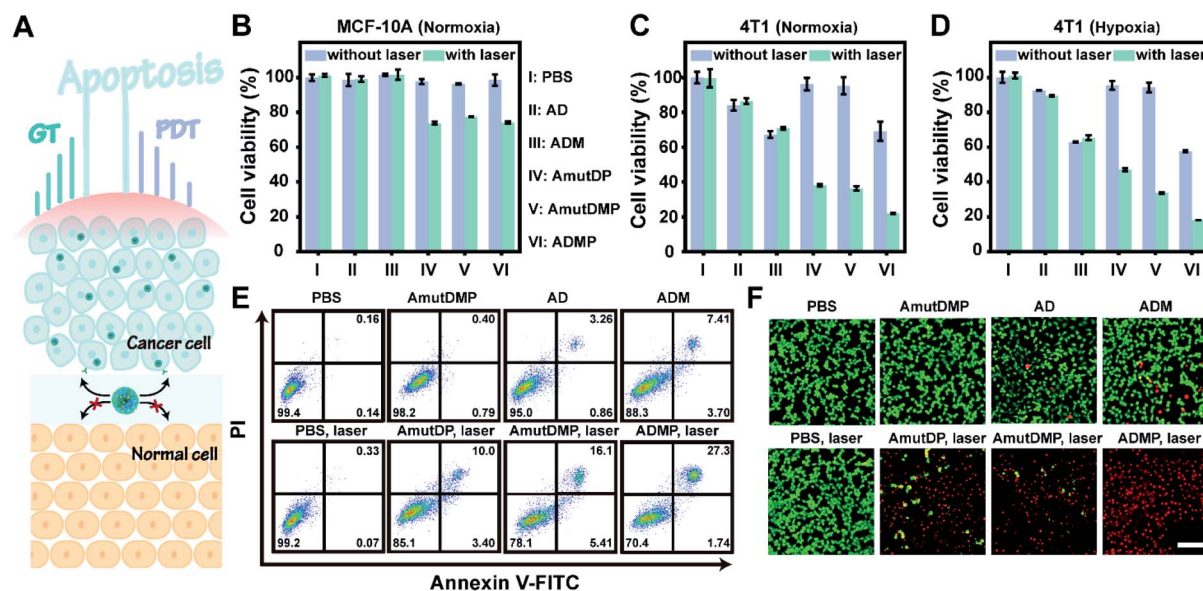 A
Apoptosis
GT
PDT
Cancer cell
Normal cell
B
MCF-10A (Normoxia)
without laser
with laser
Cell viability (%)
100
80
60
40
20
0
I
II
III
IV
V
VI
I: PBS
II: AD
III: ADM
IV: AmutDP
V: AmutDMP
VI: ADMP
C
4T1 (Normoxia)
without laser
with laser
Cell viability (%)
100
80
60
40
20
0
I
II
III
IV
V
VI
D
4T1 (Hypoxia)
without laser
with laser
Cell viability (%)
100
80
60
40
20
0
I
II
III
IV
V
VI
E
PI
PBS
0.16
99.4
0.14
AmutDMP
0.40
98.2
0.79
AD
3.26
95.0
0.86
ADM
7.41
88.3
3.70
PBS, laser
0.33
99.2
0.07
AmutDP, laser
10.0
85.1
3.40
AmutDMP, laser
16.1
78.1
5.41
ADMP, laser
27.3
70.4
1.74
Annexin V-FITC
F
PBS
AmutDMP
AD
ADM
PBS, laser
AmutDP, laser
AmutDMP, laser
ADMP, laser